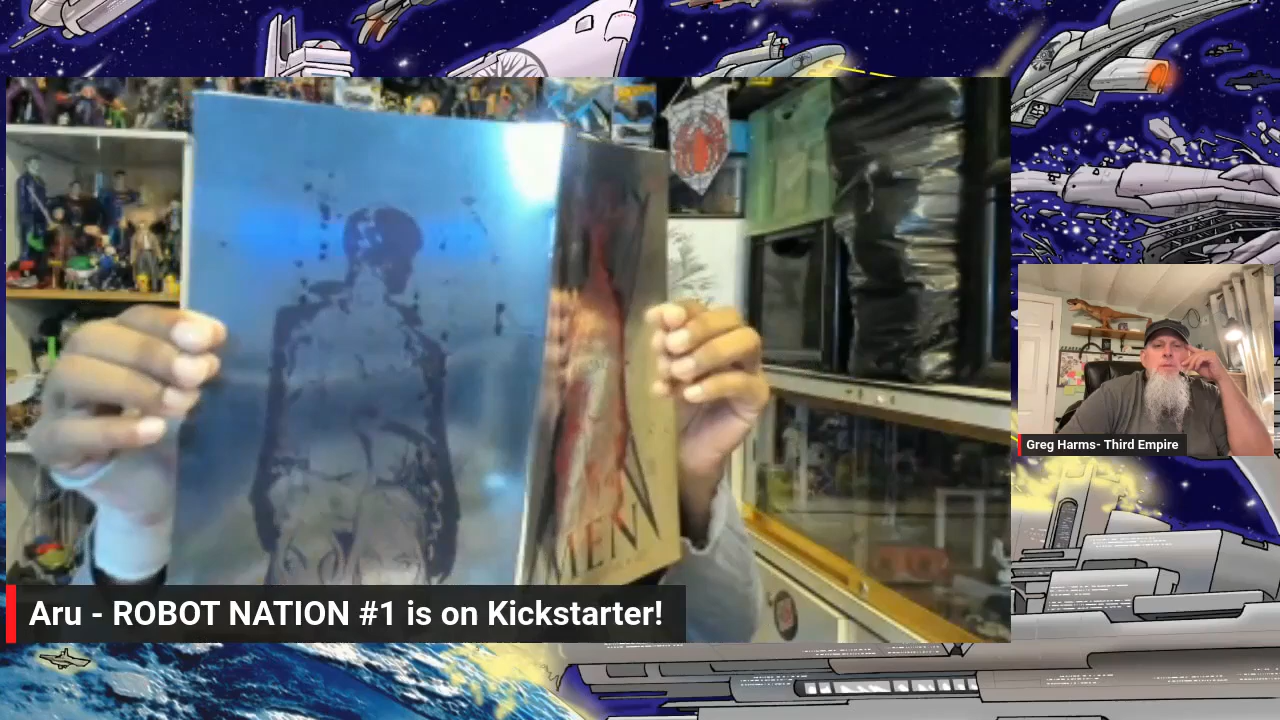 MEN
Greg Harms- Third Empire
Aru - ROBOT NATION #1 is on Kickstarter!